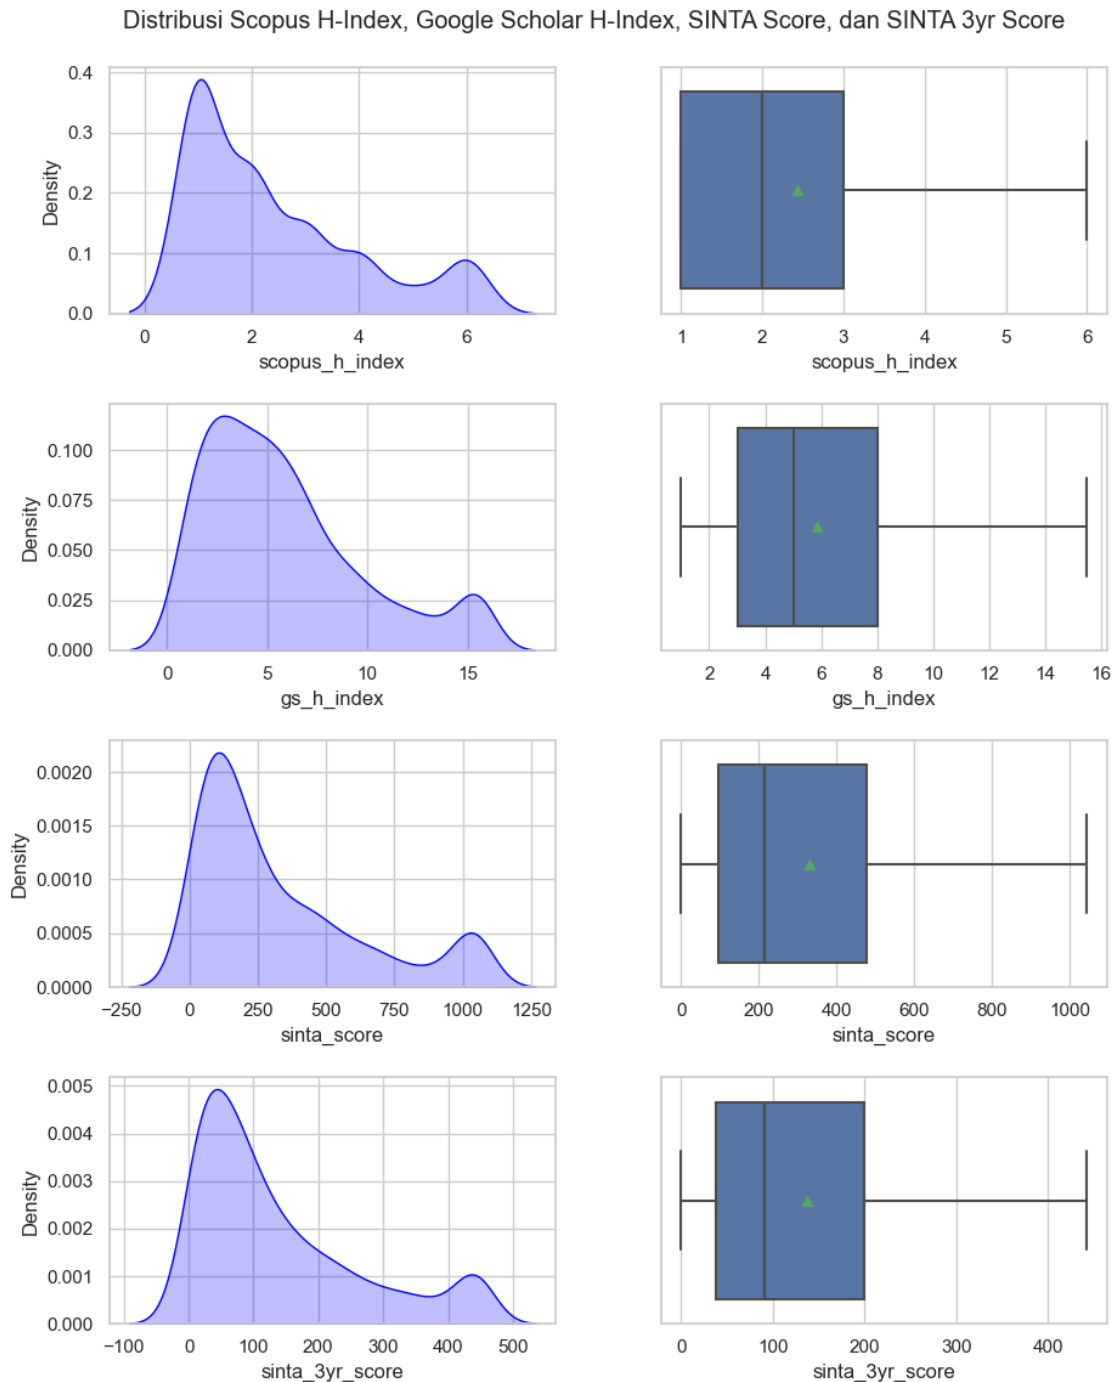 Distribusi Scopus H-Index, Google Scholar H-Index, SINTA Score, dan SINTA 3yr Score
Density
0.4
0.3
0.2
0.1
0.0
0 2 4 6
scopus_h_index
1 2 3 4 5 6
scopus_h_index
Density
0.100
0.075
0.050
0.025
0.000
0 5 10 15
gs_h_index
2 4 6 8 10 12 14 16
gs_h_index
Density
0.0020
0.0015
0.0010
0.0005
0.0000
−250 0 250 500 750 1000 1250
sinta_score
0 200 400 600 800 1000
sinta_score
Density
0.005
0.004
0.003
0.002
0.001
0.000
−100 0 100 200 300 400 500
sinta_3yr_score
0 100 200 300 400
sinta_3yr_score